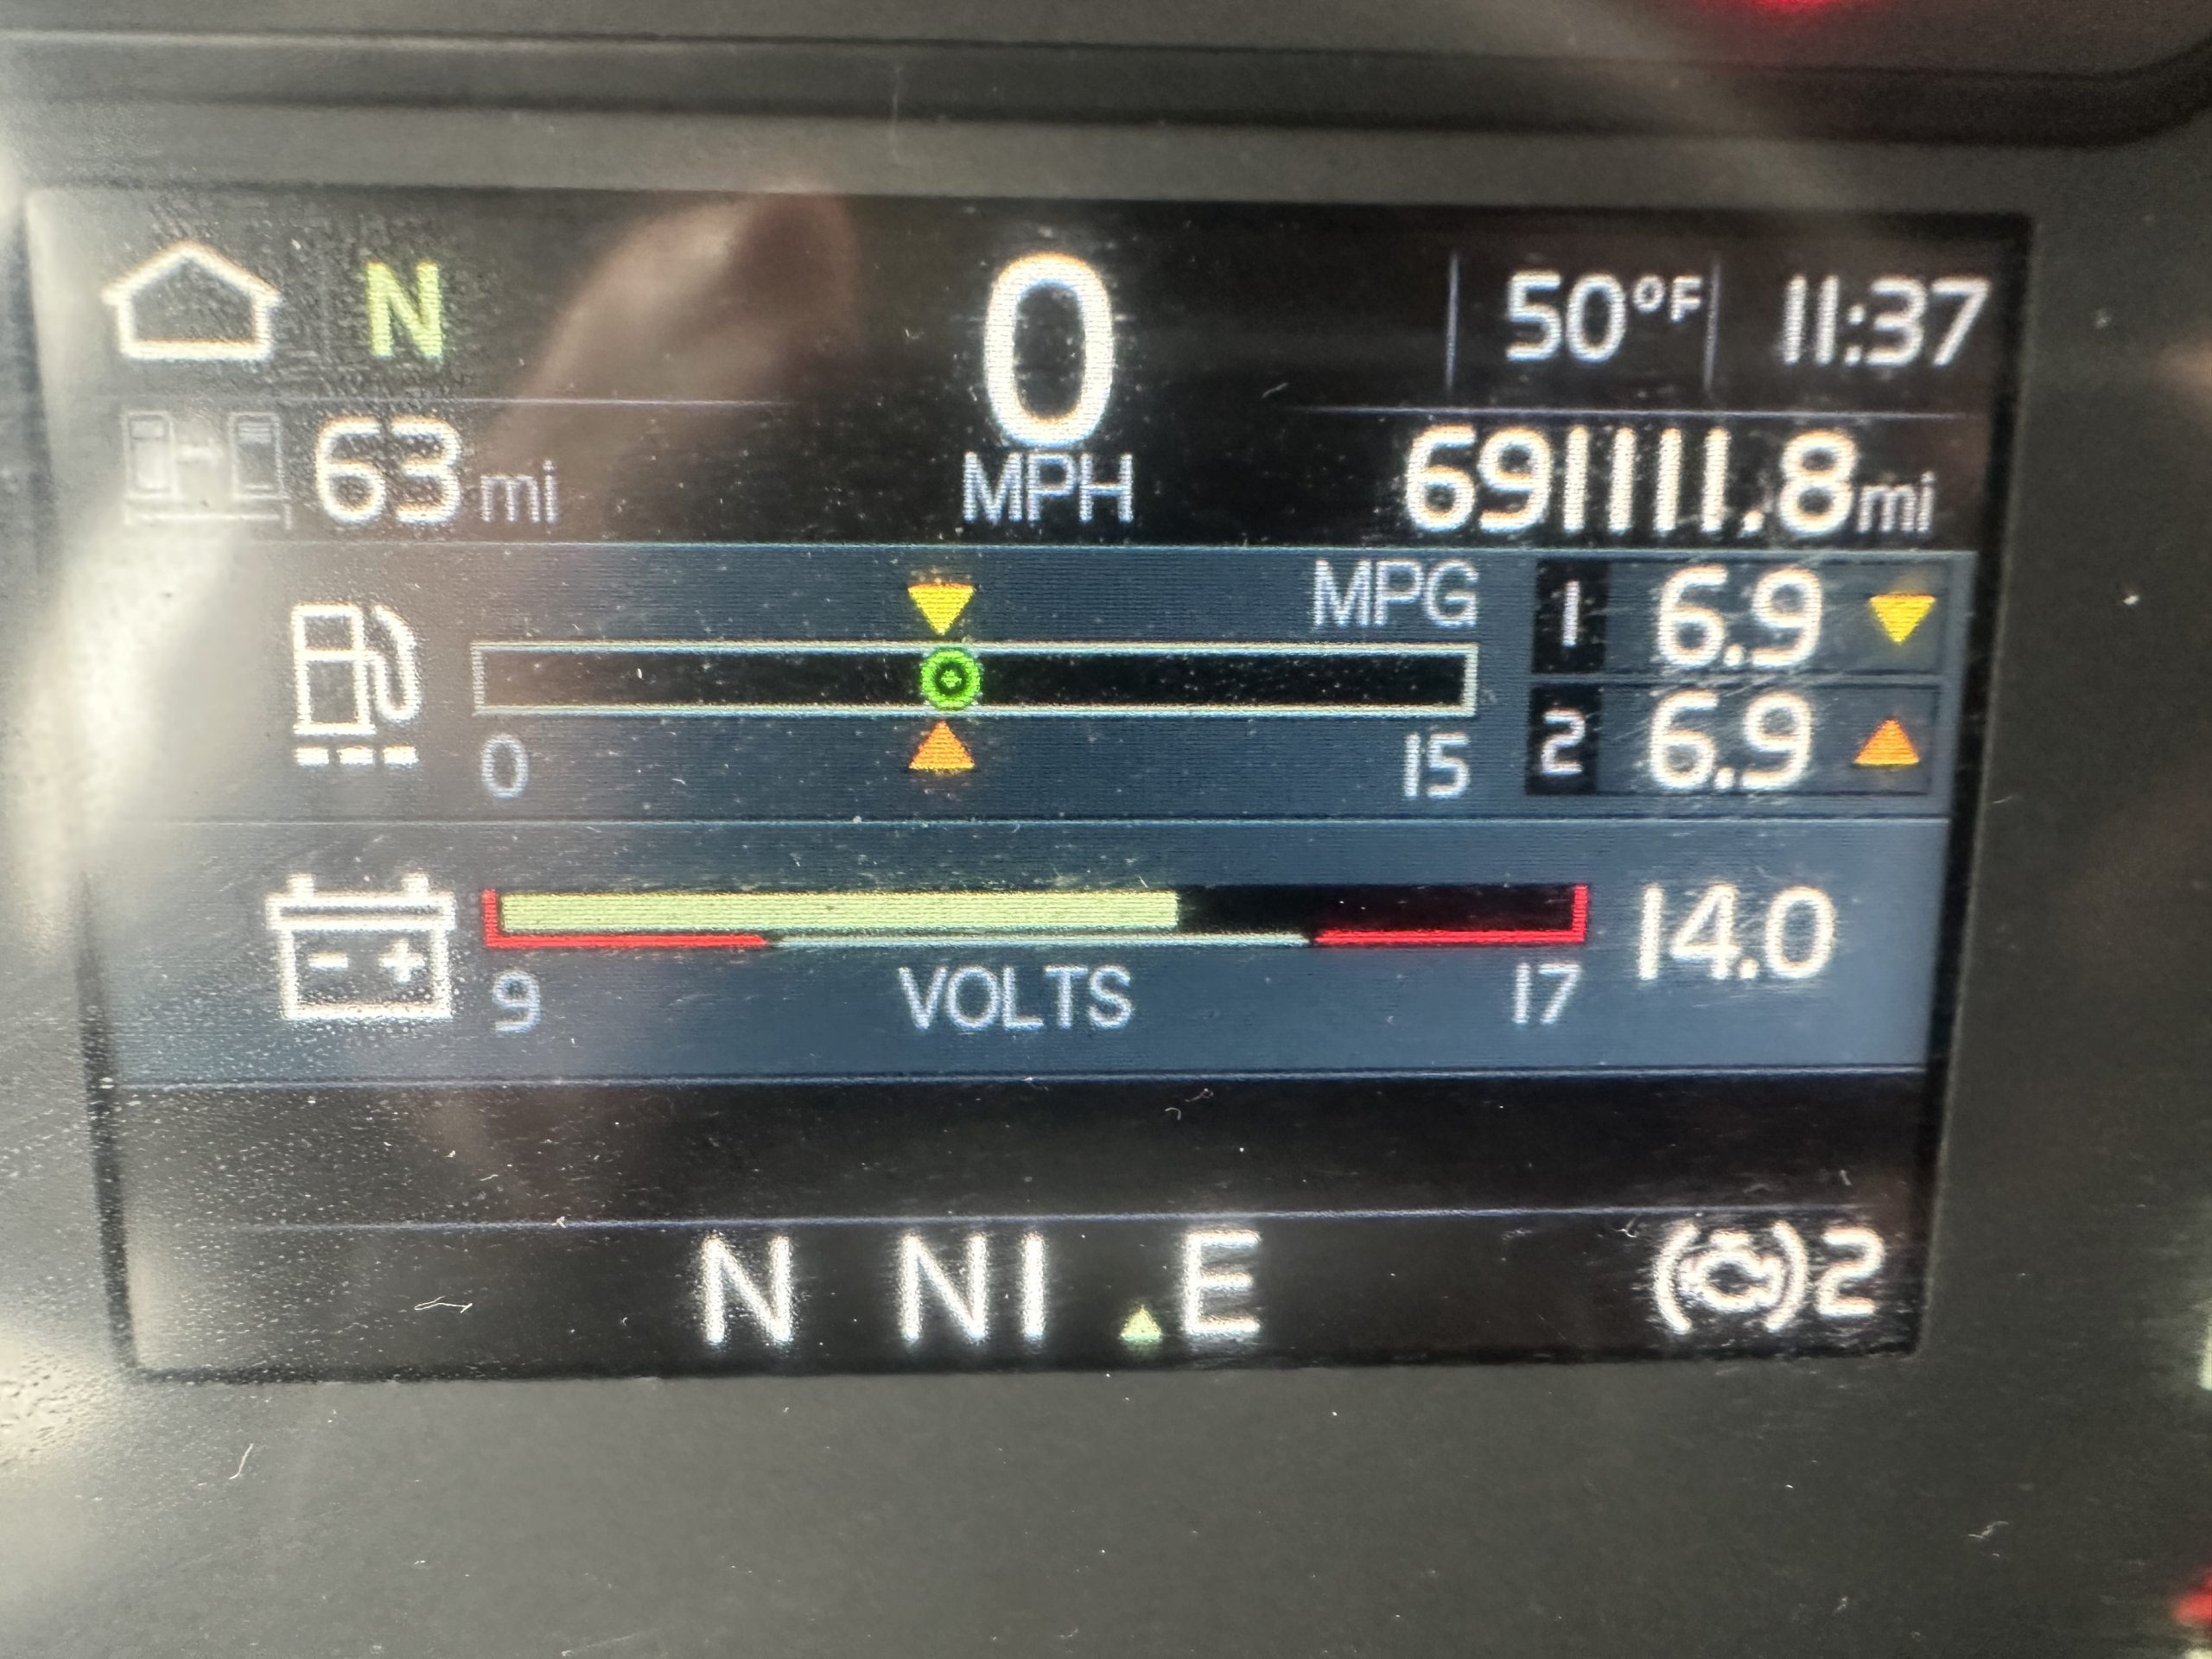 N 0 50°F 11:37
63 mi MPH 691111.8 mi
MPG 1 6.9
0 15 2 6.9
- + 14.0
9 VOLTS 17
N N1 E 2